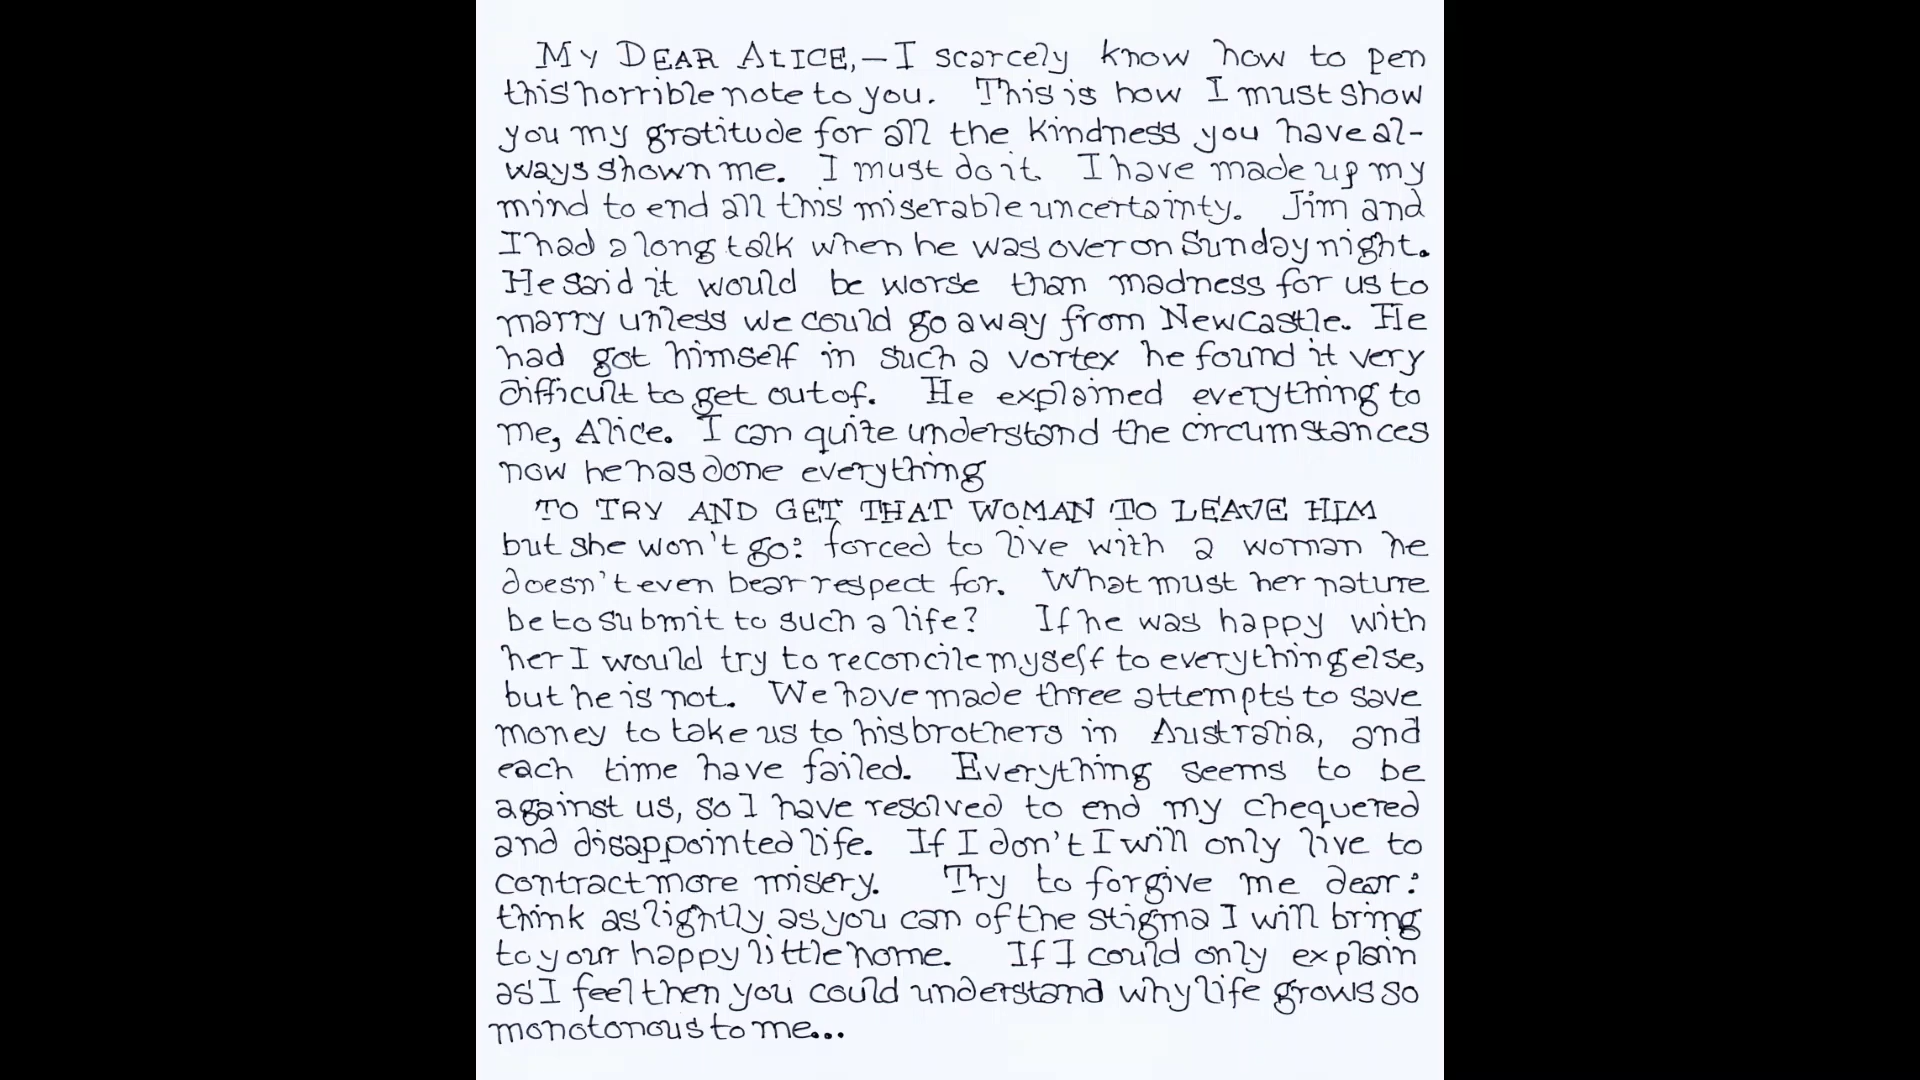 MY DEAR ALICE,—I scarcely know how to pen
this horrible note to you. This is how I must show
you my gratitude for all the kindness you have al-
ways shown me. I must do it. I have made up my
mind to end all this miserable uncertainty. Jim and
I had a long talk when he was over on Sunday night.
He said it would be worse than madness for us to
marry unless we could go away from Newcastle. He
had got himself in such a vortex he found it very
difficult to get out of. He explained everything to
me, Alice. I can quite understand the circumstances
now he has done everything
TO TRY AND GET THAT WOMAN TO LEAVE HIM
but she won't go: forced to live with a woman he
doesn't even bear respect for. What must her nature
be to submit to such a life? If he was happy with
her I would try to reconcile myself to everything else,
but he is not. We have made three attempts to save
money to take us to his brothers in Australia, and
each time have failed. Everything seems to be
against us, so I have resolved to end my chequered
and disappointed life. If I don't I will only live to
contract more misery. Try to forgive me dear:
think as lightly as you can of the stigma I will bring
to your happy little home. If I could only explain
as I feel then you could understand why life grows so
monotonous to me...